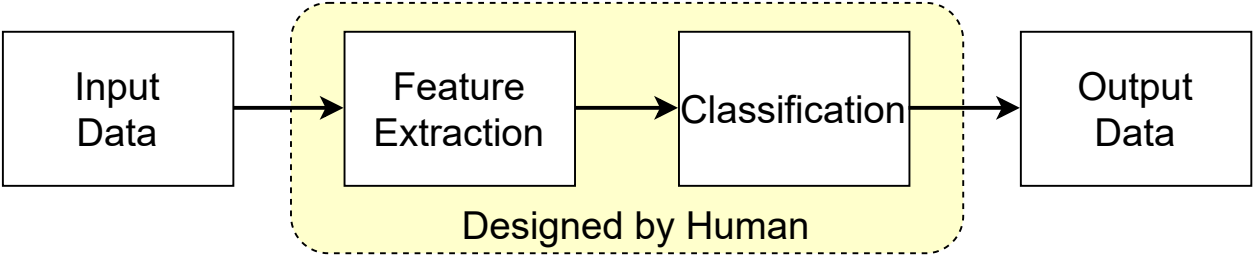 Input
Data
Feature
Extraction
Classification
Output
Data
Designed by Human